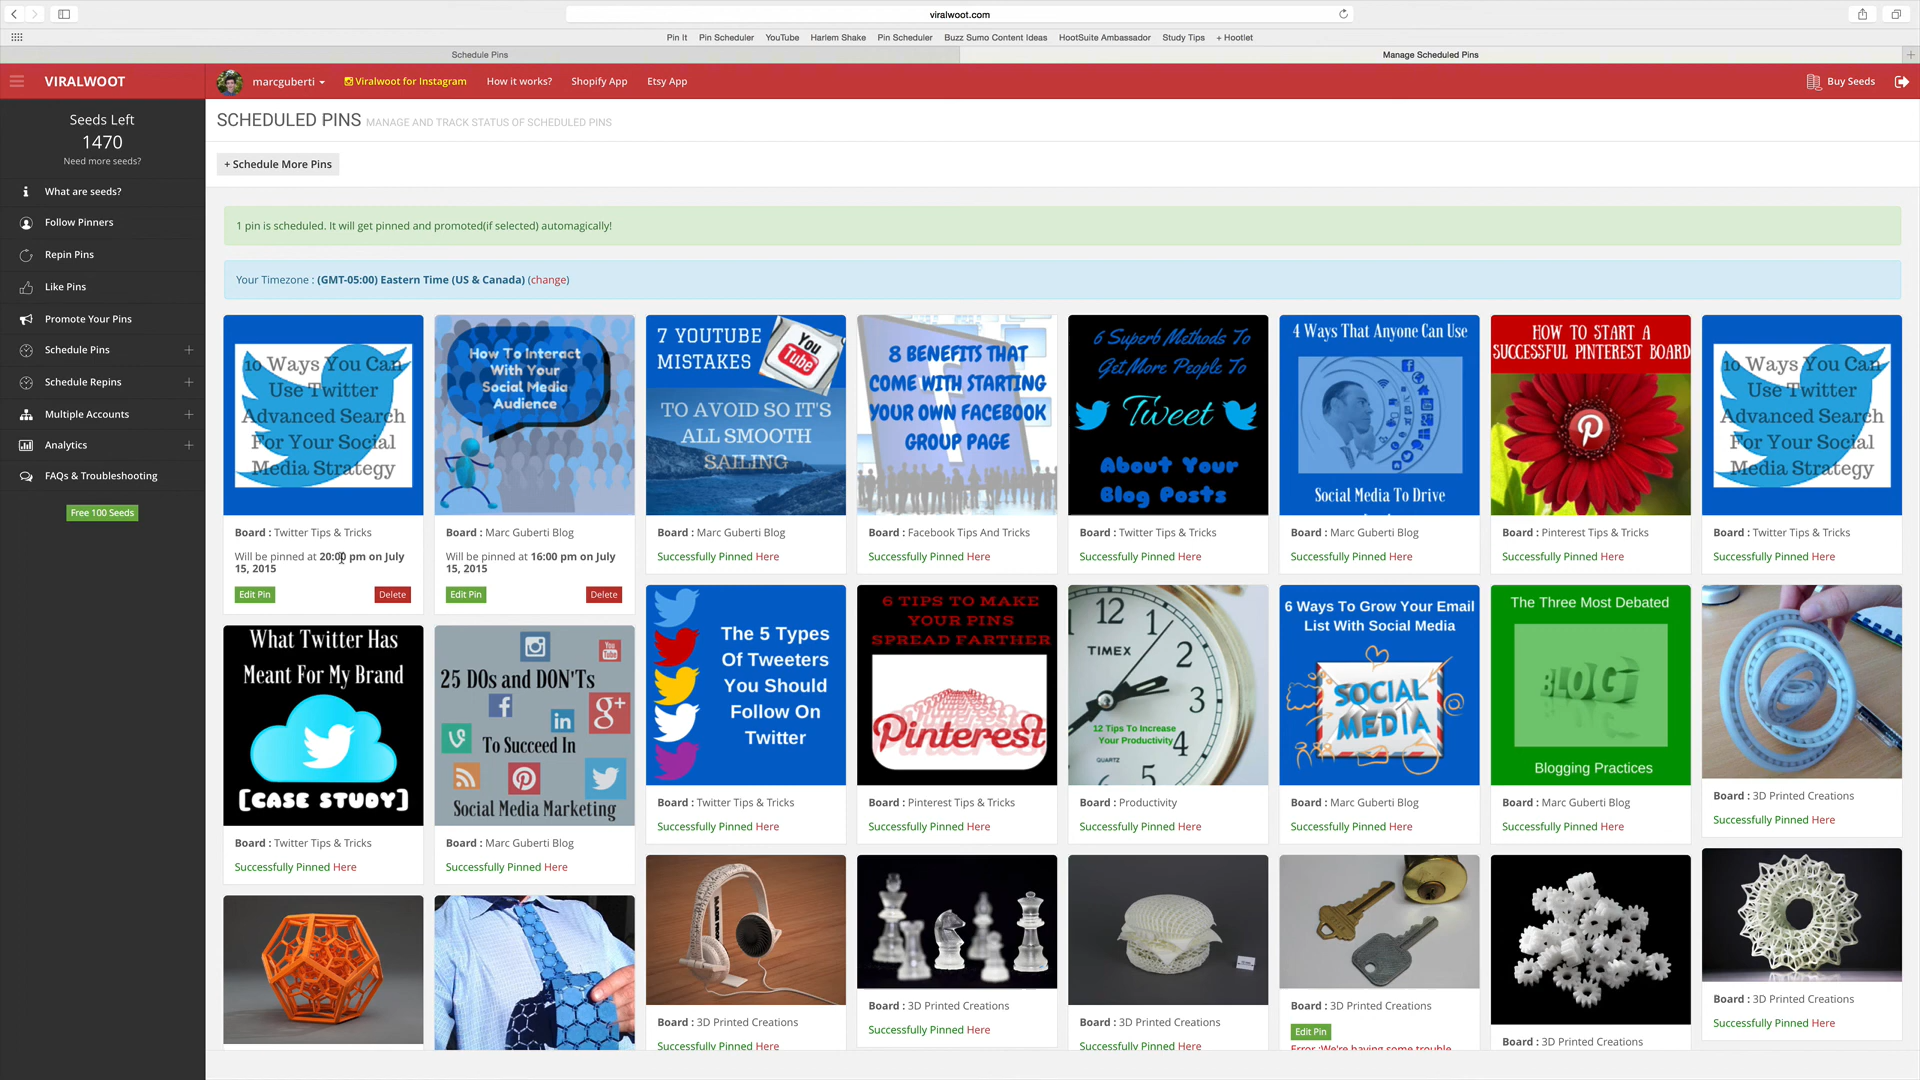 viralwoot.com
Pin It Pin Scheduler YouTube Harlem Shake Pin Scheduler Buzz Sumo Content Ideas HootSuite Ambassador Study Tips + Hootlet
Schedule Pins Manage Scheduled Pins
VIRALWOOT marcguberti Viralwoot for Instagram How it works? Shopify App Etsy App Buy Seeds
Seeds Left
1470
Need more seeds?
What are seeds?
Follow Pinners
Repin Pins
Like Pins
Promote Your Pins
Schedule Pins
Schedule Repins
Multiple Accounts
Analytics
FAQs & Troubleshooting
Free 100 Seeds
SCHEDULED PINS MANAGE AND TRACK STATUS OF SCHEDULED PINS
+ Schedule More Pins
1 pin is scheduled. It will get pinned and promoted(if selected) automagically!
Your Timezone : (GMT-05:00) Eastern Time (US & Canada) (change)
10 Ways You Can
Use Twitter
Advanced Search
For Your Social
Media Strategy
Board : Twitter Tips & Tricks
Will be pinned at 20:00 pm on July
15, 2015
Edit Pin Delete
How To Interact
With Your
Social Media
Audience
Board : Marc Guberti Blog
Will be pinned at 16:00 pm on July
15, 2015
Edit Pin Delete
7 YOUTUBE
MISTAKES
You
Tube
TO AVOID SO IT'S
ALL SMOOTH
SAILING
Board : Marc Guberti Blog
Successfully Pinned Here
8 BENEFITS THAT
COME WITH STARTING
YOUR OWN FACEBOOK
GROUP PAGE
Board : Facebook Tips And Tricks
Successfully Pinned Here
6 Superb Methods To
Get More People To
Tweet
About Your
Blog Posts
Board : Twitter Tips & Tricks
Successfully Pinned Here
4 Ways That Anyone Can Use
Social Media To Drive
Board : Marc Guberti Blog
Successfully Pinned Here
HOW TO START A
SUCCESSFUL PINTEREST BOARD
Board : Pinterest Tips & Tricks
Successfully Pinned Here
10 Ways You Can
Use Twitter
Advanced Search
For Your Social
Media Strategy
Board : Twitter Tips & Tricks
Successfully Pinned Here
What Twitter Has
Meant For My Brand
[CASE STUDY]
Board : Twitter Tips & Tricks
Successfully Pinned Here
25 DOs and DON'Ts
To Succeed In
Social Media Marketing
Board : Marc Guberti Blog
Successfully Pinned Here
The 5 Types
Of Tweeters
You Should
Follow On
Twitter
Board : Twitter Tips & Tricks
Successfully Pinned Here
6 TIPS TO MAKE
YOUR PINS
SPREAD FARTHER
Pinterest
Board : Pinterest Tips & Tricks
Successfully Pinned Here
12 1 2 3 4
TIMEX
12 Tips To Increase
Your Productivity
QUARTZ
Board : Productivity
Successfully Pinned Here
6 Ways To Grow Your Email
List With Social Media
SOCIAL
MEDIA
Board : Marc Guberti Blog
Successfully Pinned Here
The Three Most Debated
BLOG
Blogging Practices
Board : Marc Guberti Blog
Successfully Pinned Here
Board : 3D Printed Creations
Successfully Pinned Here
Board : 3D Printed Creations
Successfully Pinned Here
Board : 3D Printed Creations
Successfully Pinned Here
Board : 3D Printed Creations
Successfully Pinned Here
Board : 3D Printed Creations
Edit Pin
Error :We're having some trouble
Board : 3D Printed Creations
Board : 3D Printed Creations
Successfully Pinned Here